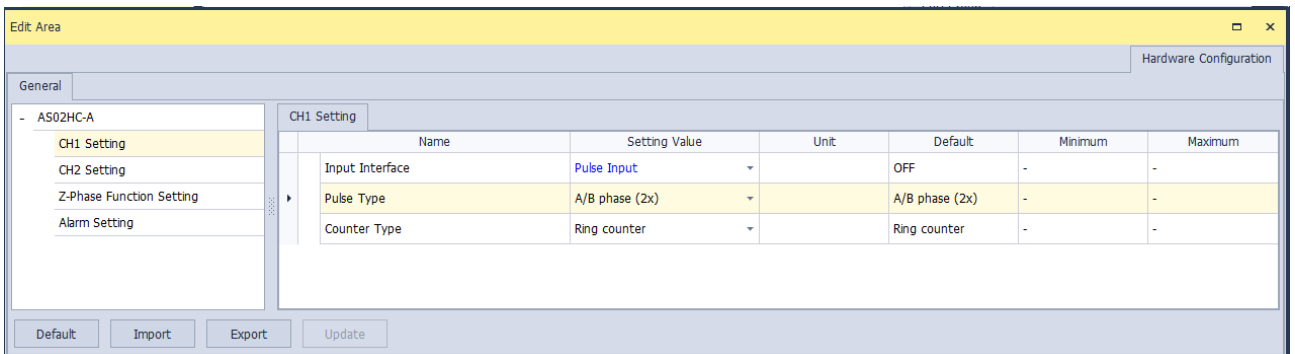 Edit Area
Hardware Configuration
General
- AS02HC-A
CH1 Setting
CH2 Setting
Z-Phase Function Setting
Alarm Setting
CH1 Setting
Name Setting Value Unit Default Minimum Maximum
Input Interface Pulse Input OFF - -
Pulse Type A/B phase (2x) A/B phase (2x) - -
Counter Type Ring counter Ring counter - -
Default Import Export Update